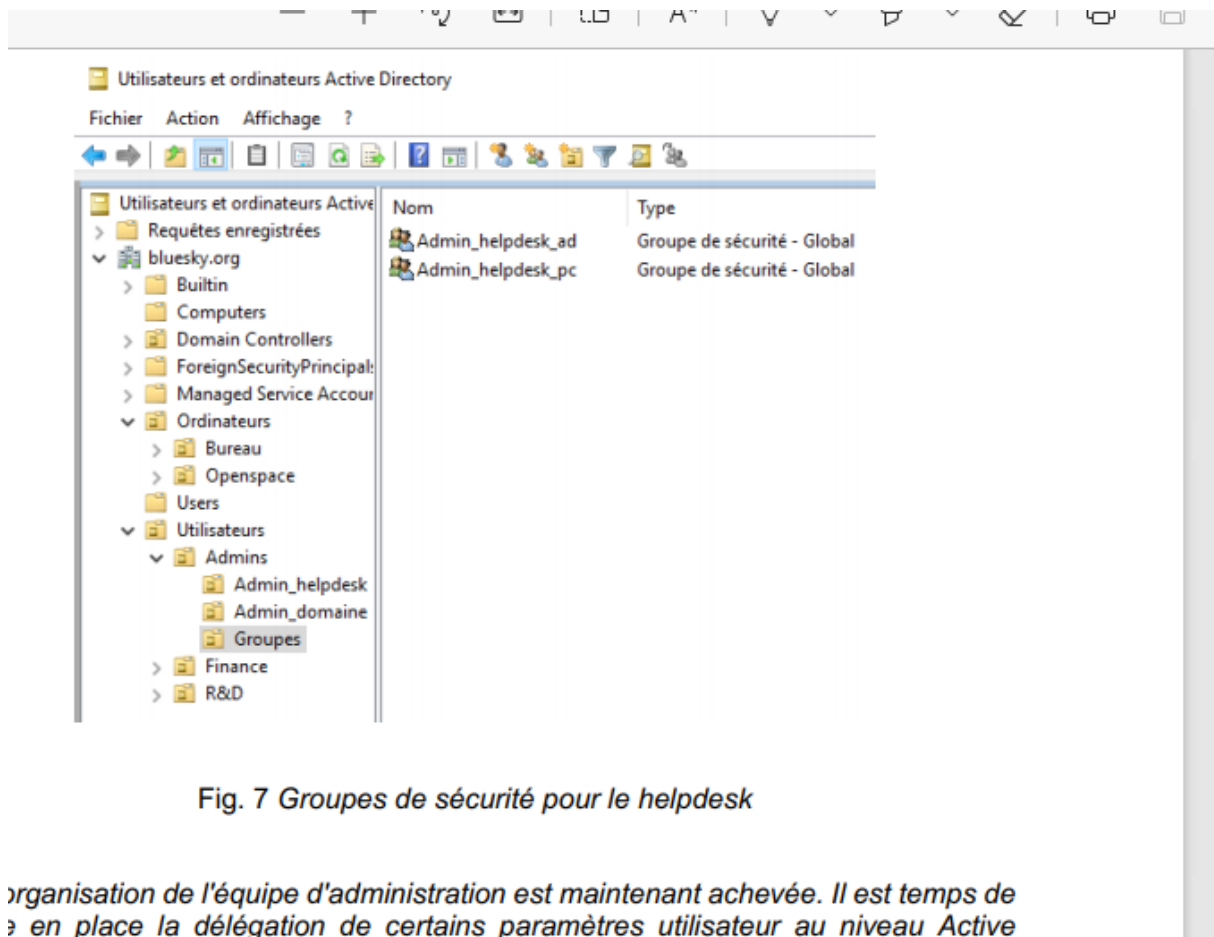 Utilisateurs et ordinateurs Active Directory
Fichier Action Affichage ?
Utilisateurs et ordinateurs Active
Requêtes enregistrées
bluesky.org
Builtin
Computers
Domain Controllers
ForeignSecurityPrincipals
Managed Service Accour
Ordinateurs
Bureau
Openspace
Users
Utilisateurs
Admins
Admin_helpdesk
Admin_domaine
Groupes
Finance
R&D
Nom Type
Admin_helpdesk_ad Groupe de sécurité - Global
Admin_helpdesk_pc Groupe de sécurité - Global
Fig. 7 Groupes de sécurité pour le helpdesk
organisation de l'équipe d'administration est maintenant achevée. Il est temps de
e en place la délégation de certains paramètres utilisateur au niveau Active